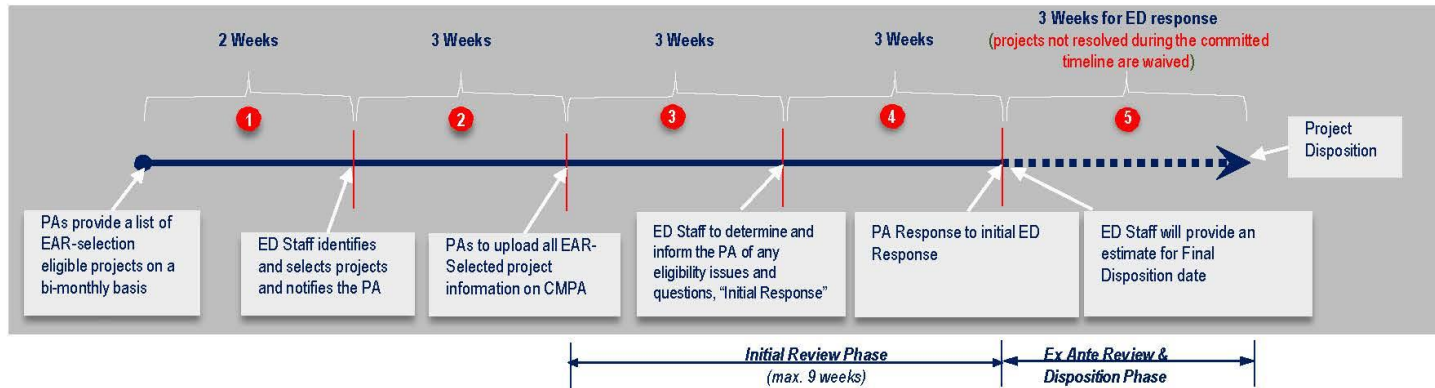 2 Weeks
3 Weeks
3 Weeks
3 Weeks
3 Weeks for ED response
(projects not resolved during the committed
timeline are waived)
1
2
3
4
5
Project
Disposition
PAs provide a list of
EAR-selection
eligible projects on a
bi-monthly basis
ED Staff identifies
and selects projects
and notifies the PA
PAs to upload all EAR-
Selected project
information on CMPA
ED Staff to determine and
inform the PA of any
eligibility issues and
questions, “Initial Response”
PA Response to initial ED
Response
ED Staff will provide an
estimate for Final
Disposition date
Initial Review Phase
(max. 9 weeks)
Ex Ante Review &
Disposition Phase